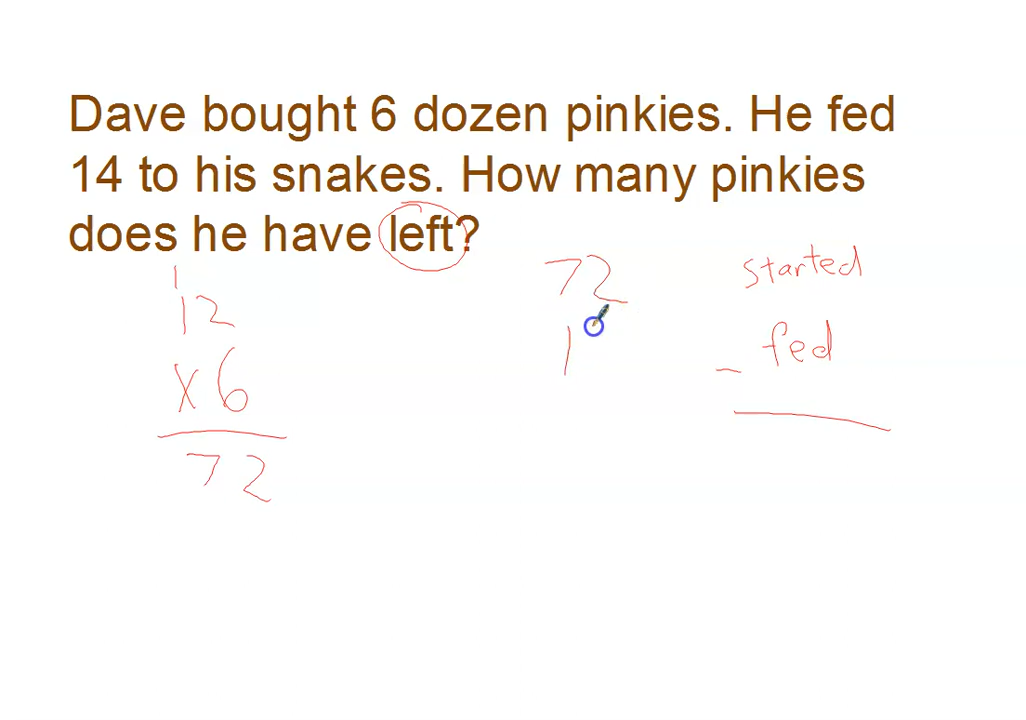 Dave bought 6 dozen pinkies. He fed
14 to his snakes. How many pinkies
does he have left?
1
12
x 6
72
72
1
started
- fed